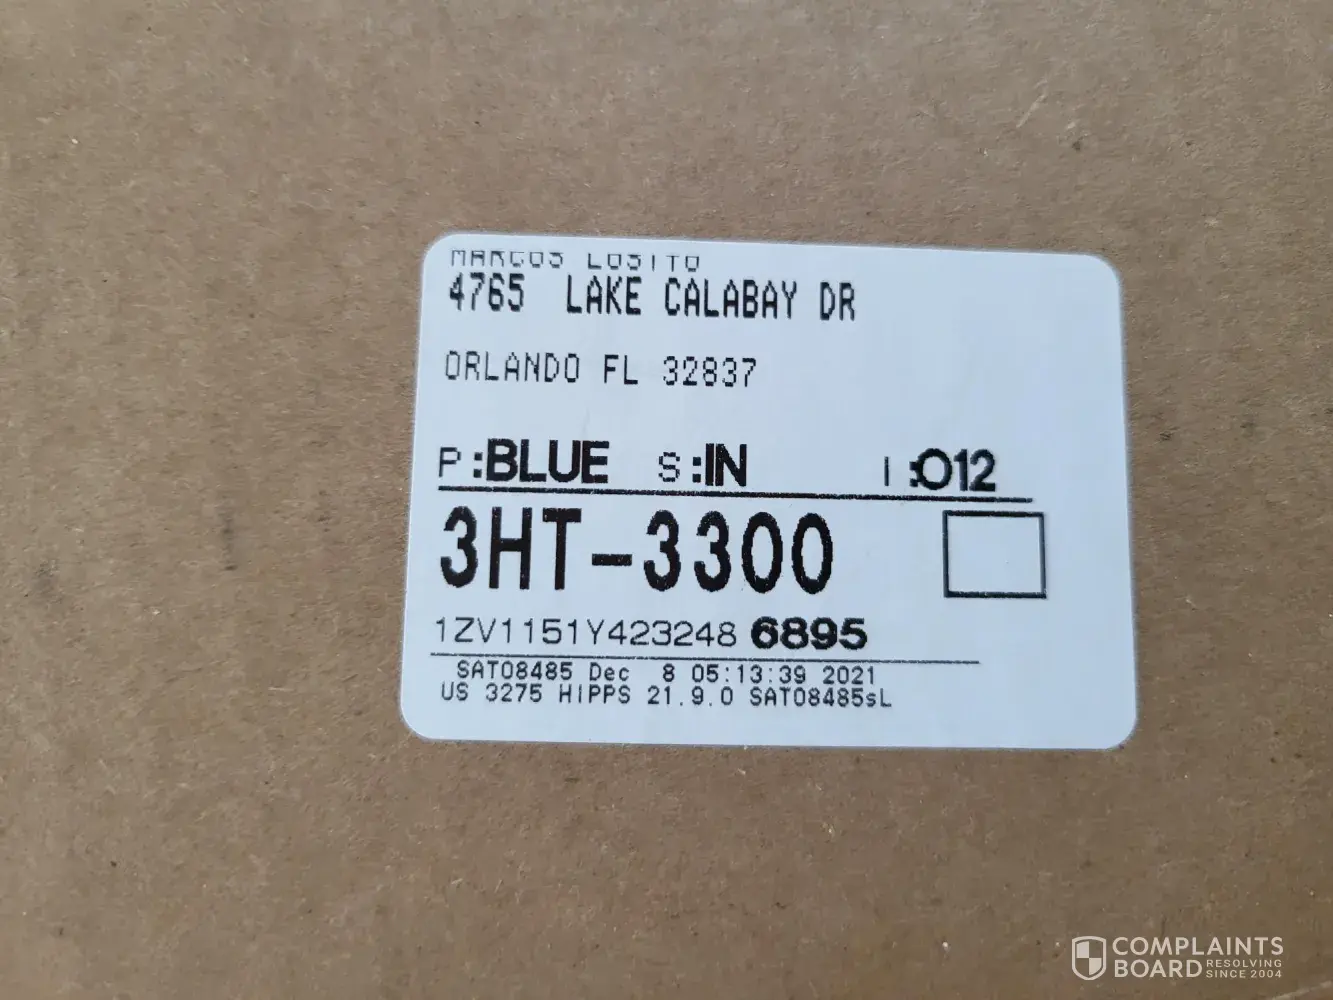 MARCOS LOSITO
4765 LAKE CALABAY DR
ORLANDO FL 32837
P:BLUE S:IN I:O12
3HT-3300
1ZV1151Y423248 6895
SAT08485 Dec 8 05:13:39 2021
US 3275 HIPPS 21.9.0 SAT08485sL
COMPLAINTS
BOARD RESOLVING
SINCE 2004